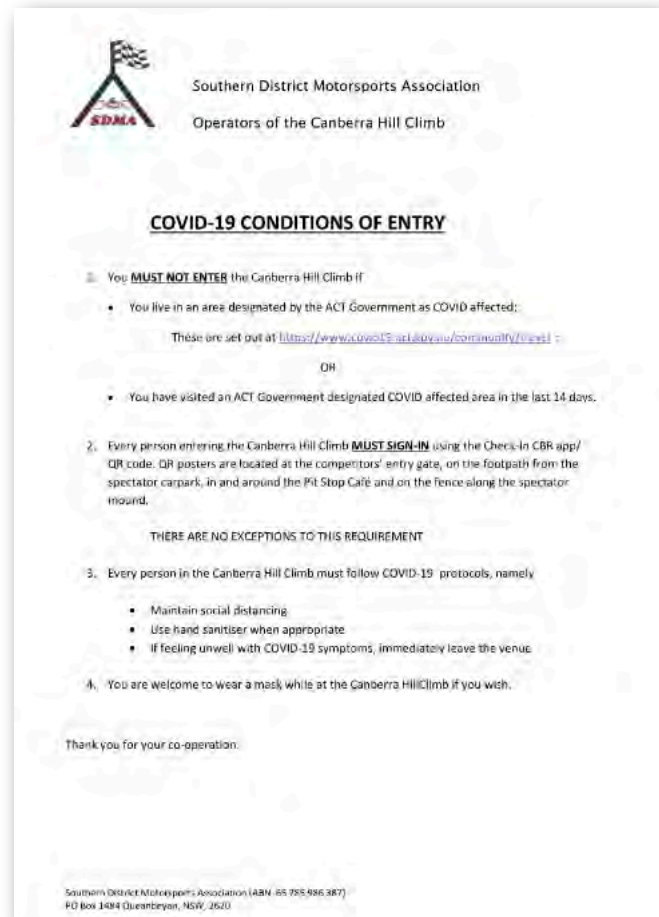 SDMA
Southern District Motorsports Association
Operators of the Canberra Hill Climb
COVID-19 CONDITIONS OF ENTRY
You MUST NOT ENTER the Canberra Hill Climb if
• You live in an area designated by the ACT Government as COVID affected;
These are set out at
OR
• You have visited an ACT Government designated COVID affected area in the last 14 days.
2. Every person entering the Canberra Hill Climb MUST SIGN-IN using the Check-In CBR app/
QR code. QR posters are located at the competitors' entry gate, on the footpath from the
spectator carpark, in and around the Pit Stop Café and on the fence along the spectator
mound.
THERE ARE NO EXCEPTIONS TO THIS REQUIREMENT
3. Every person in the Canberra Hill Climb must follow COVID-19 protocols, namely
• Maintain social distancing
• Use hand sanitiser when appropriate
• If feeling unwell with COVID-19 symptoms, immediately leave the venue
4. You are welcome to wear a mask while at the Canberra HillClimb if you wish.
Thank you for your co-operation.
Southern District Motorsports Association (ABN 65 785 986 387)
PO Box 1484 Queanbeyan, NSW, 2620